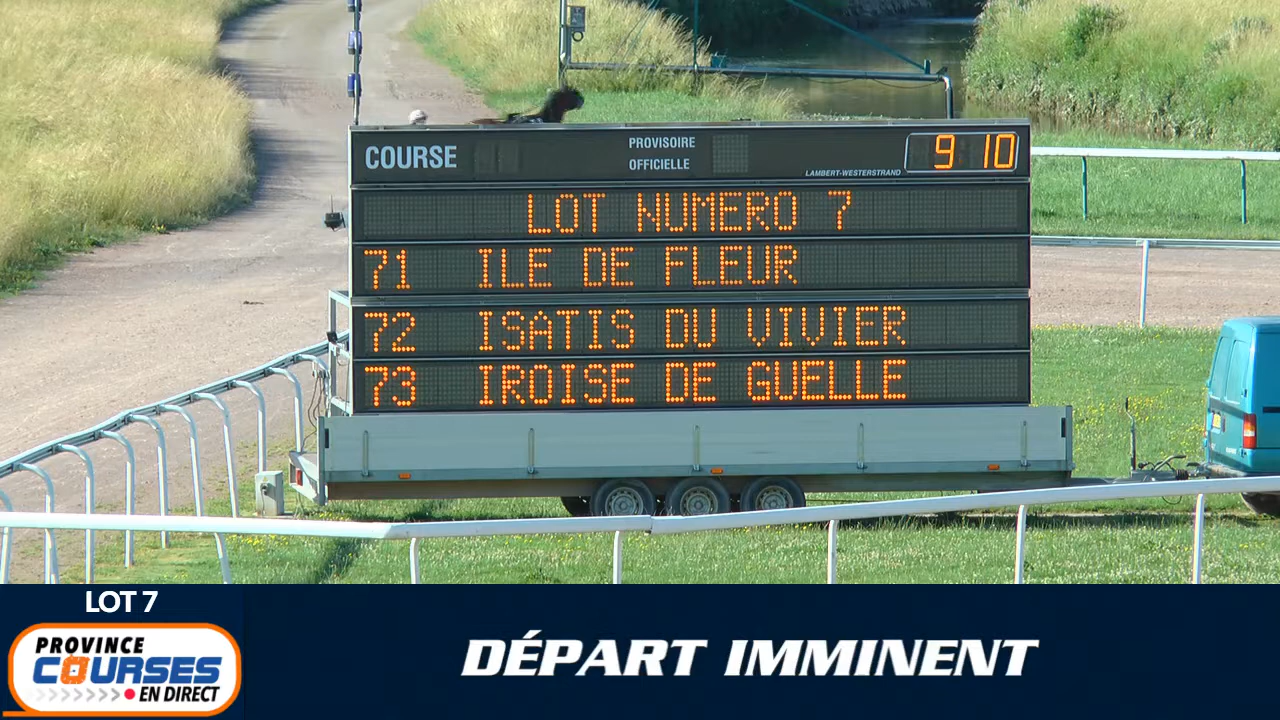 COURSE
PROVISOIRE
OFFICIELLE
LAMBERT-WESTERSTRAND
9 10
LOT NUMERO 7
71 ILE DE FLEUR
72 ISATIS DU VIVIER
73 IROISE DE GUELLE
LOT 7
PROVINCE
COURSES
EN DIRECT
DÉPART IMMINENT